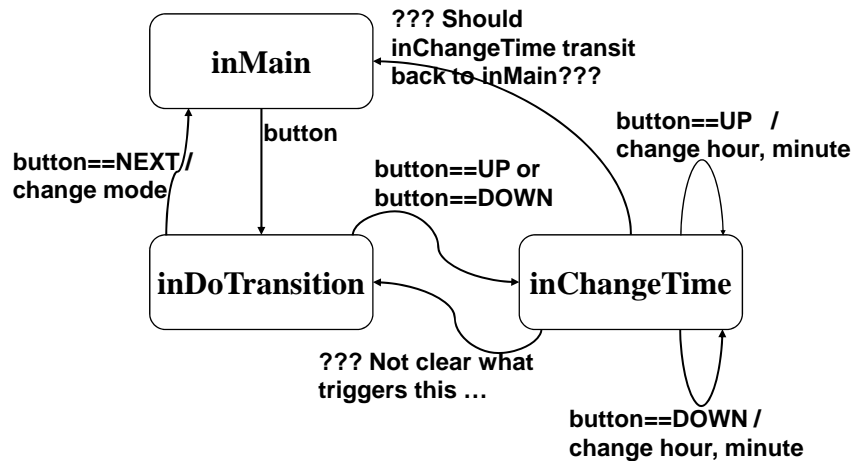 ??? Should
inChangeTime transit
back to inMain???
inMain
button
button==UP /
change hour, minute
button==NEXT /
change mode
button==UP or
button==DOWN
inDoTransition
inChangeTime
??? Not clear what
triggers this …
button==DOWN /
change hour, minute